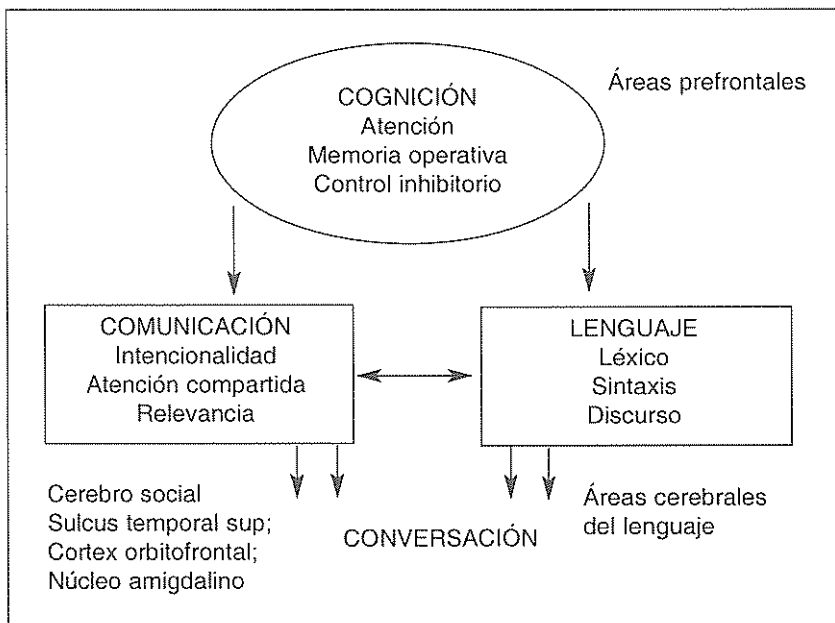 COGNICIÓN
Atención
Memoria operativa
Control inhibitorio
Áreas prefrontales
COMUNICACIÓN
Intencionalidad
Atención compartida
Relevancia
LENGUAJE
Léxico
Sintaxis
Discurso
Cerebro social
Sulcus temporal sup;
Cortex orbitofrontal;
Núcleo amigdalino
CONVERSACIÓN
Áreas cerebrales
del lenguaje